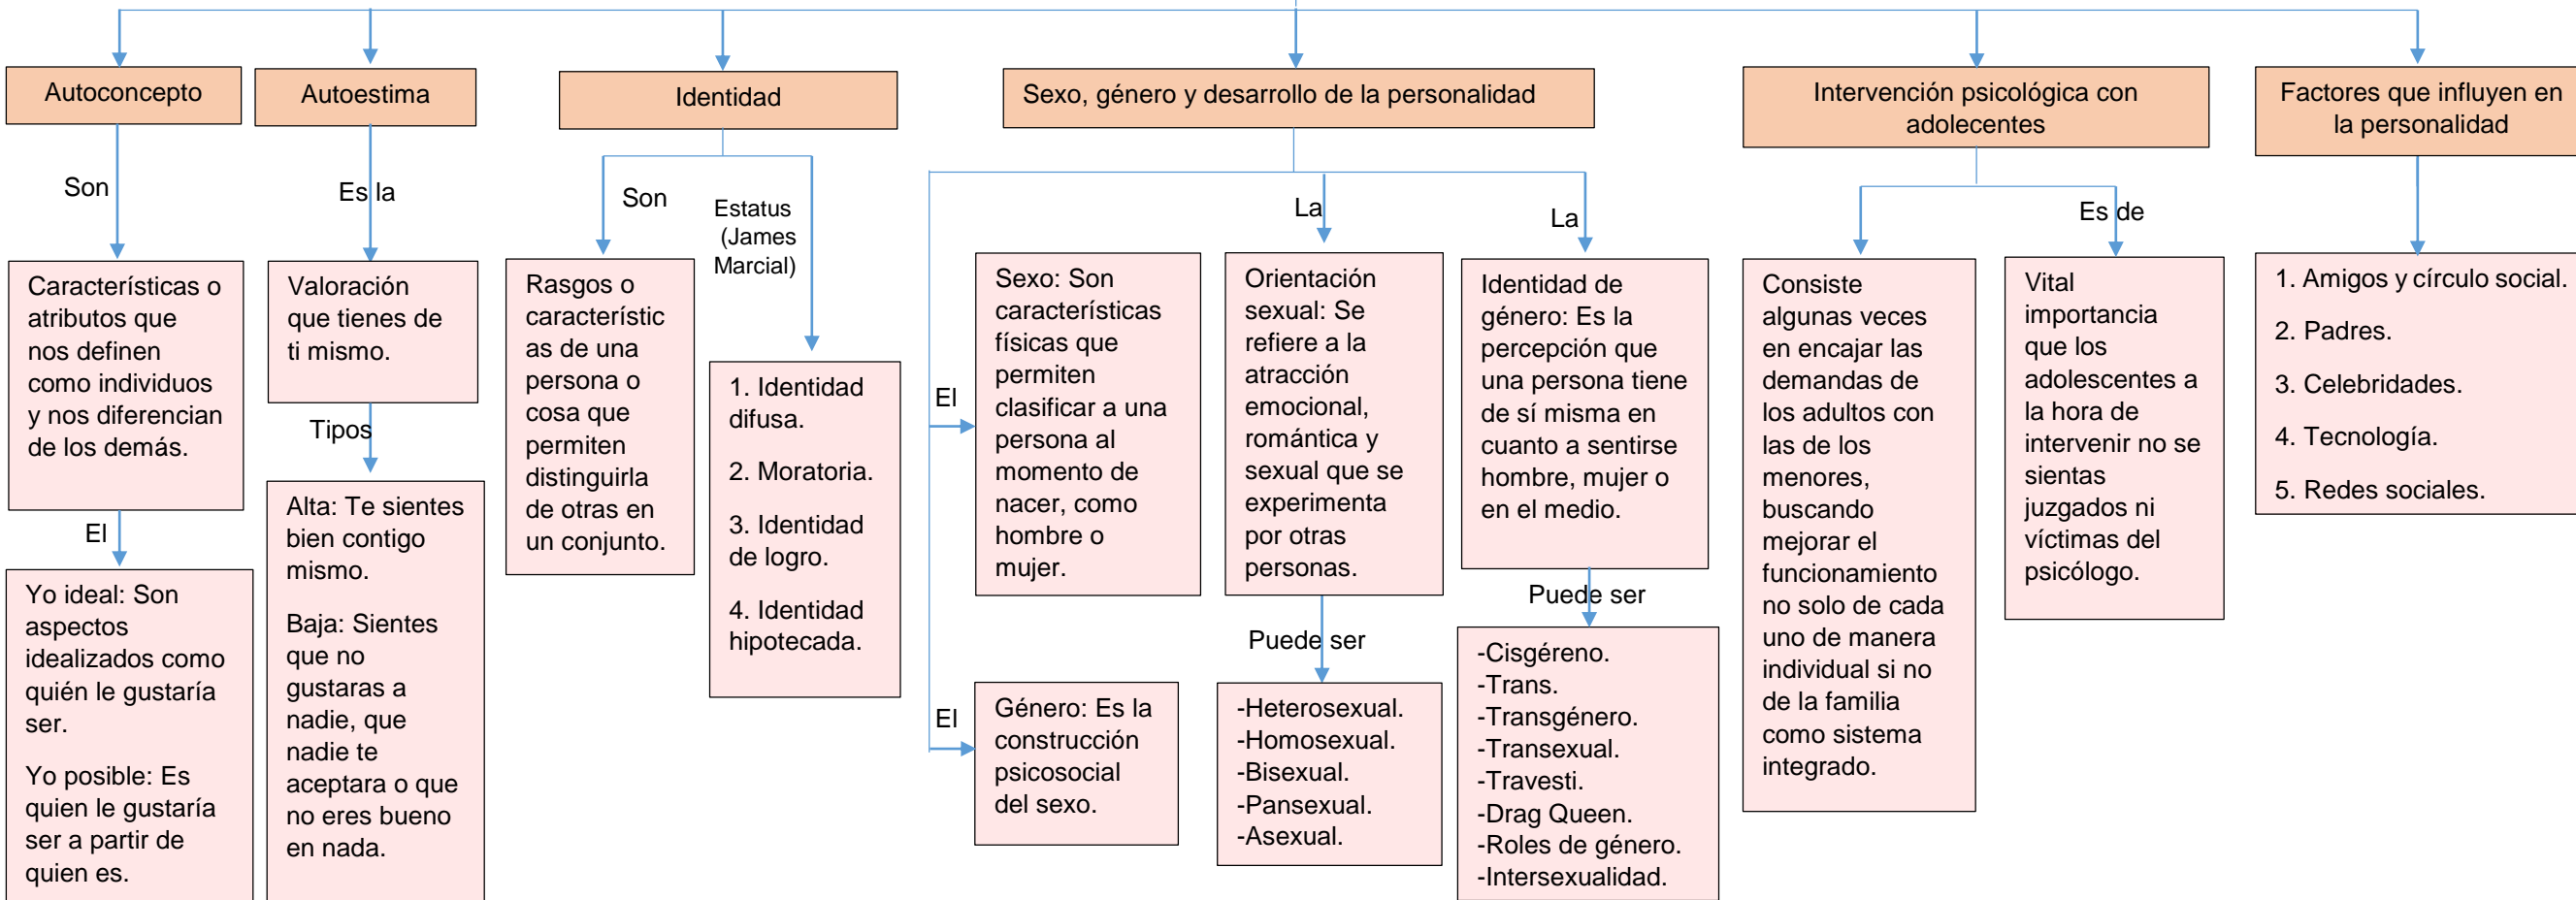 Autoconcepto
Autoestima
Identidad
Sexo, género y desarrollo de la personalidad
Intervención psicológica con
adolecentes
Factores que influyen en
la personalidad
Son
Características o
atributos que
nos definen
como individuos
y nos diferencian
de los demás.
El
Yo ideal: Son
aspectos
idealizados como
quién le gustaría
ser.
Yo posible: Es
quien le gustaría
ser a partir de
quien es.
Es la
Valoración
que tienes de
ti mismo.
Tipos
Alta: Te sientes
bien contigo
mismo.
Baja: Sientes
que no
gustaras a
nadie, que
nadie te
aceptara o que
no eres bueno
en nada.
Son
Rasgos o
característic
as de una
persona o
cosa que
permiten
distinguirla
de otras en
un conjunto.
Estatus
(James
Marcial)
1. Identidad
difusa.
2. Moratoria.
3. Identidad
de logro.
4. Identidad
hipotecada.
El
Sexo: Son
características
físicas que
permiten
clasificar a una
persona al
momento de
nacer, como
hombre o
mujer.
El
Género: Es la
construcción
psicosocial
del sexo.
La
Orientación
sexual: Se
refiere a la
atracción
emocional,
romántica y
sexual que se
experimenta
por otras
personas.
Puede ser
-Heterosexual.
-Homosexual.
-Bisexual.
-Pansexual.
-Asexual.
La
Identidad de
género: Es la
percepción que
una persona tiene
de sí misma en
cuanto a sentirse
hombre, mujer o
en el medio.
Puede ser
-Cisgéreno.
-Trans.
-Transgénero.
-Transexual.
-Travesti.
-Drag Queen.
-Roles de género.
-Intersexualidad.
Consiste
algunas veces
en encajar las
demandas de
los adultos con
las de los
menores,
buscando
mejorar el
funcionamiento
no solo de cada
uno de manera
individual si no
de la familia
como sistema
integrado.
Es de
Vital
importancia
que los
adolescentes a
la hora de
intervenir no se
sientas
juzgados ni
víctimas del
psicólogo.
1. Amigos y círculo social.
2. Padres.
3. Celebridades.
4. Tecnología.
5. Redes sociales.